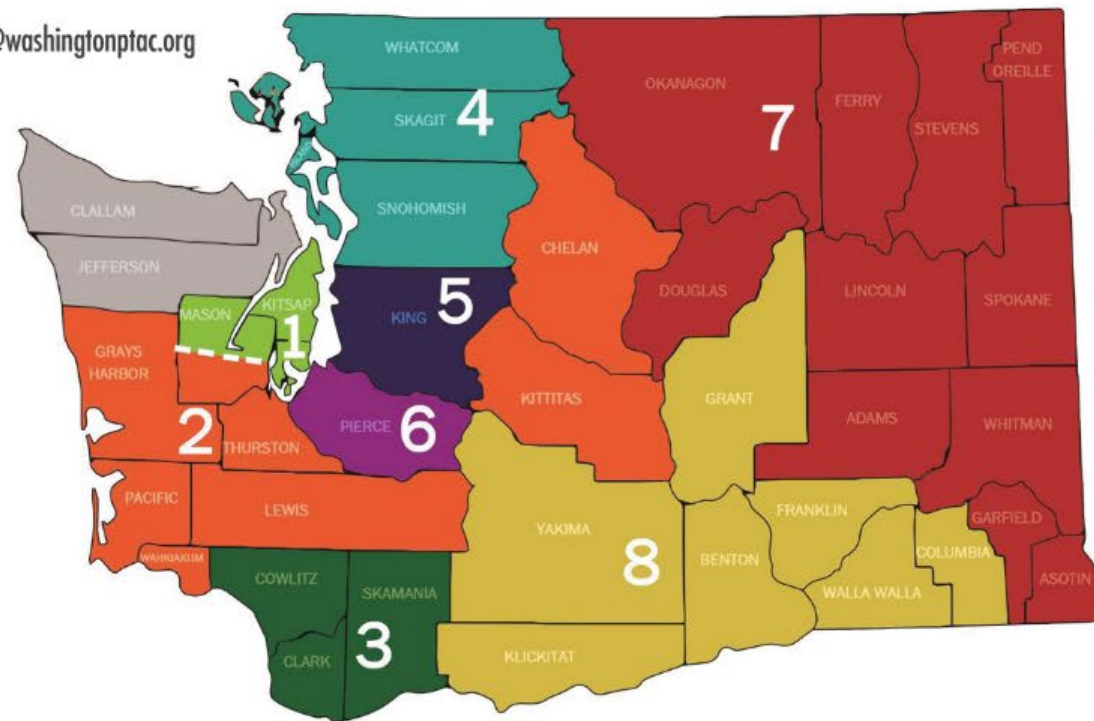 @washingtonptac.org
WHATCOM
SKAGIT
4
ISLAND
SNOHOMISH
OKANAGON
7
FERRY
STEVENS
PEND
OREILLE
CLALLAM
JEFFERSON
CHELAN
DOUGLAS
LINCOLN
SPOKANE
KITSAP
MASON
1
KING
5
GRAYS
HARBOR
2
THURSTON
PIERCE
6
KITTITAS
GRANT
ADAMS
WHITMAN
PACIFIC
LEWIS
WAHKIAKUM
YAKIMA
8
BENTON
FRANKLIN
WALLA WALLA
COLUMBIA
GARFIELD
ASOTIN
COWLITZ
SKAMANIA
3
CLARK
KLICKITAT